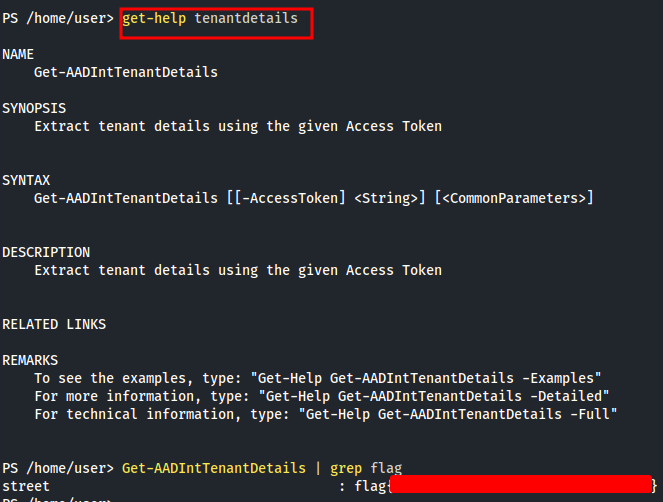 PS /home/user> get-help tenantdetails
NAME
Get-AADIntTenantDetails
SYNOPSIS
Extract tenant details using the given Access Token
SYNTAX
Get-AADIntTenantDetails [[-AccessToken] <String>] [<CommonParameters>]
DESCRIPTION
Extract tenant details using the given Access Token
RELATED LINKS
REMARKS
To see the examples, type: "Get-Help Get-AADIntTenantDetails -Examples"
For more information, type: "Get-Help Get-AADIntTenantDetails -Detailed"
For technical information, type: "Get-Help Get-AADIntTenantDetails -Full"
PS /home/user> Get-AADIntTenantDetails | grep flag
street : flag{ }
PS /home/user>